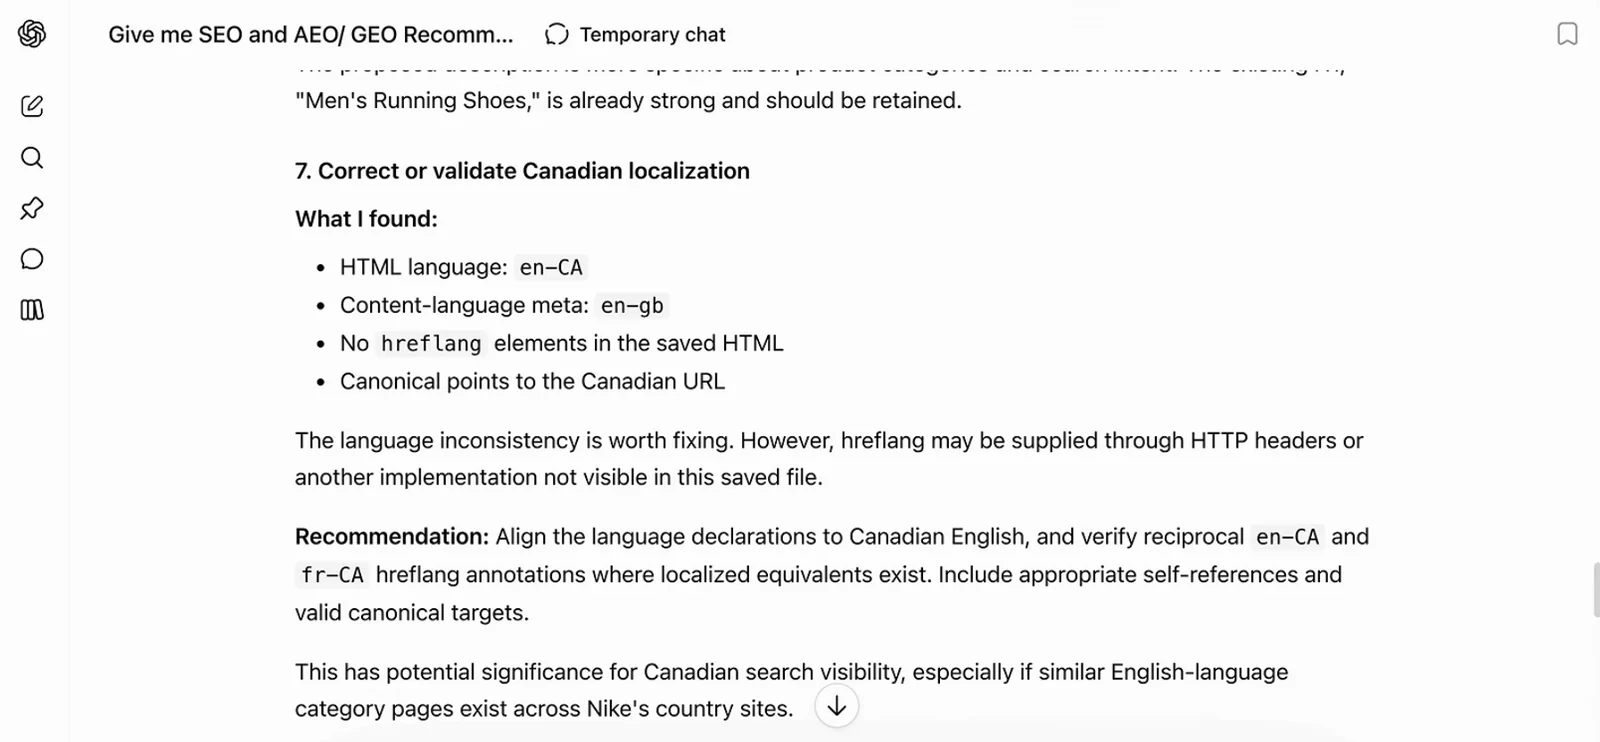 Give me SEO and AEO/ GEO Recomm...
Temporary chat
"Men's Running Shoes," is already strong and should be retained.
7. Correct or validate Canadian localization
What I found:
• HTML language: en-CA
• Content-language meta: en-gb
• No hreflang elements in the saved HTML
• Canonical points to the Canadian URL
The language inconsistency is worth fixing. However, hreflang may be supplied through HTTP headers or
another implementation not visible in this saved file.
Recommendation: Align the language declarations to Canadian English, and verify reciprocal en-CA and
fr-CA hreflang annotations where localized equivalents exist. Include appropriate self-references and
valid canonical targets.
This has potential significance for Canadian search visibility, especially if similar English-language
category pages exist across Nike's country sites.